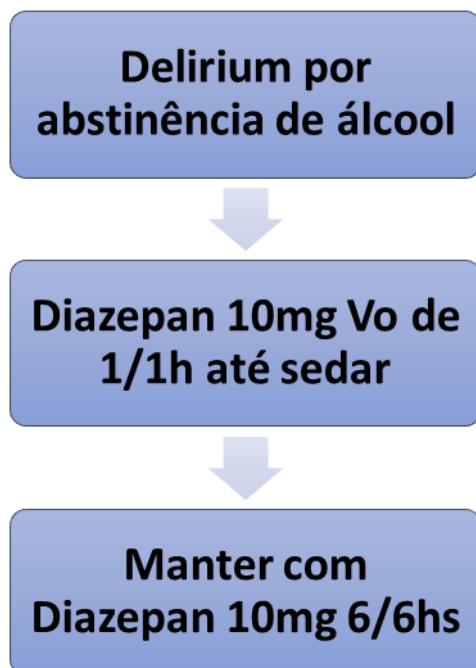 Delirium por
abstinência de álcool
Diazepan 10mg Vo de
1/1h até sedar
Manter com
Diazepan 10mg 6/6hs